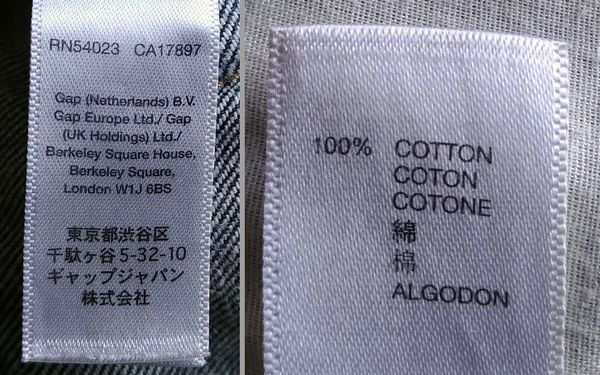 RN54023 CA17897
Gap (Netherlands) B.V.
Gap Europe Ltd./ Gap
(UK Holdings) Ltd./
Berkeley Square House,
Berkeley Square,
London W1J 6BS
東京都渋谷区
千駄ヶ谷5-32-10
ギャップジャパン
株式会社
100% COTTON
COTON
COTONE
綿
棉
ALGODON